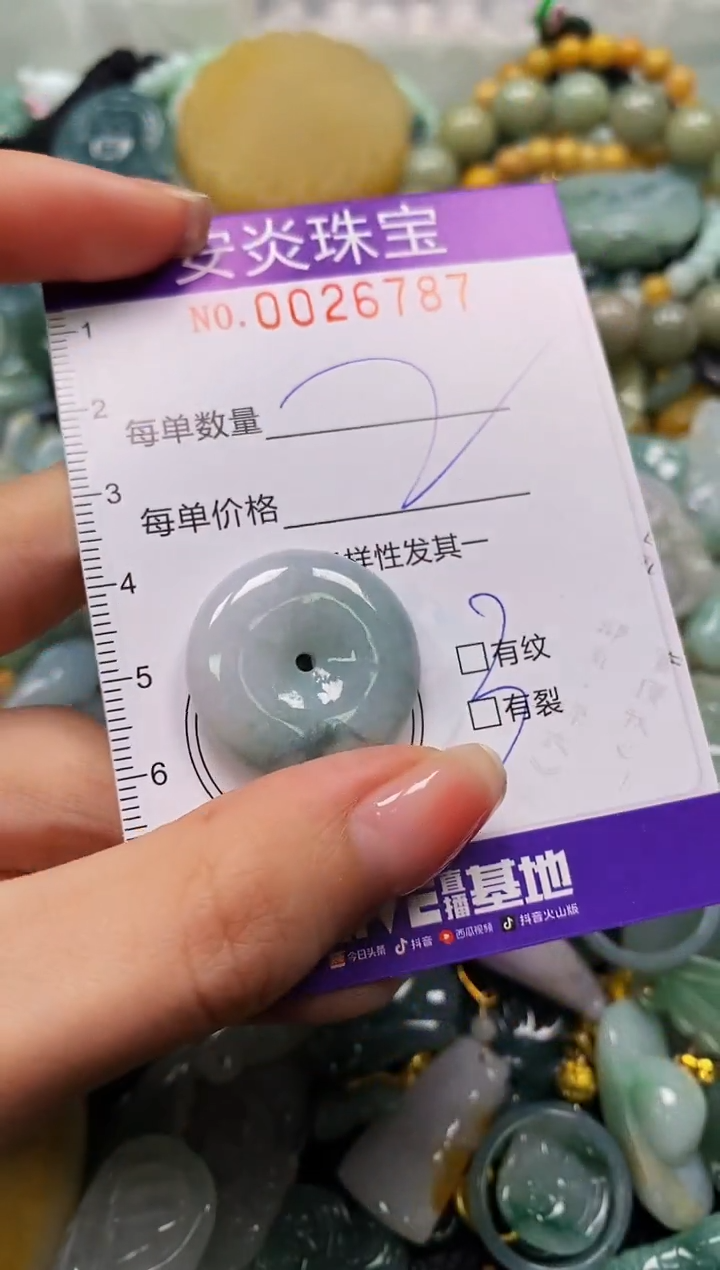 安炎珠宝
NO.0026787
1
2
每单数量
3
每单价格
样性发其一
4
有纹
5
有裂
6
直播基地
今日头条 抖音 西瓜视频 抖音火山版